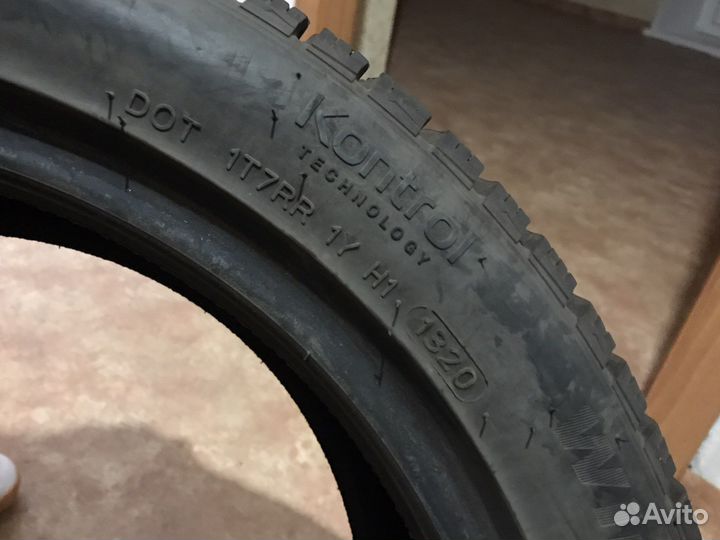 Kontrol
TECHNOLOGY
DOT 1T7RR 1Y H1 1320
Avito